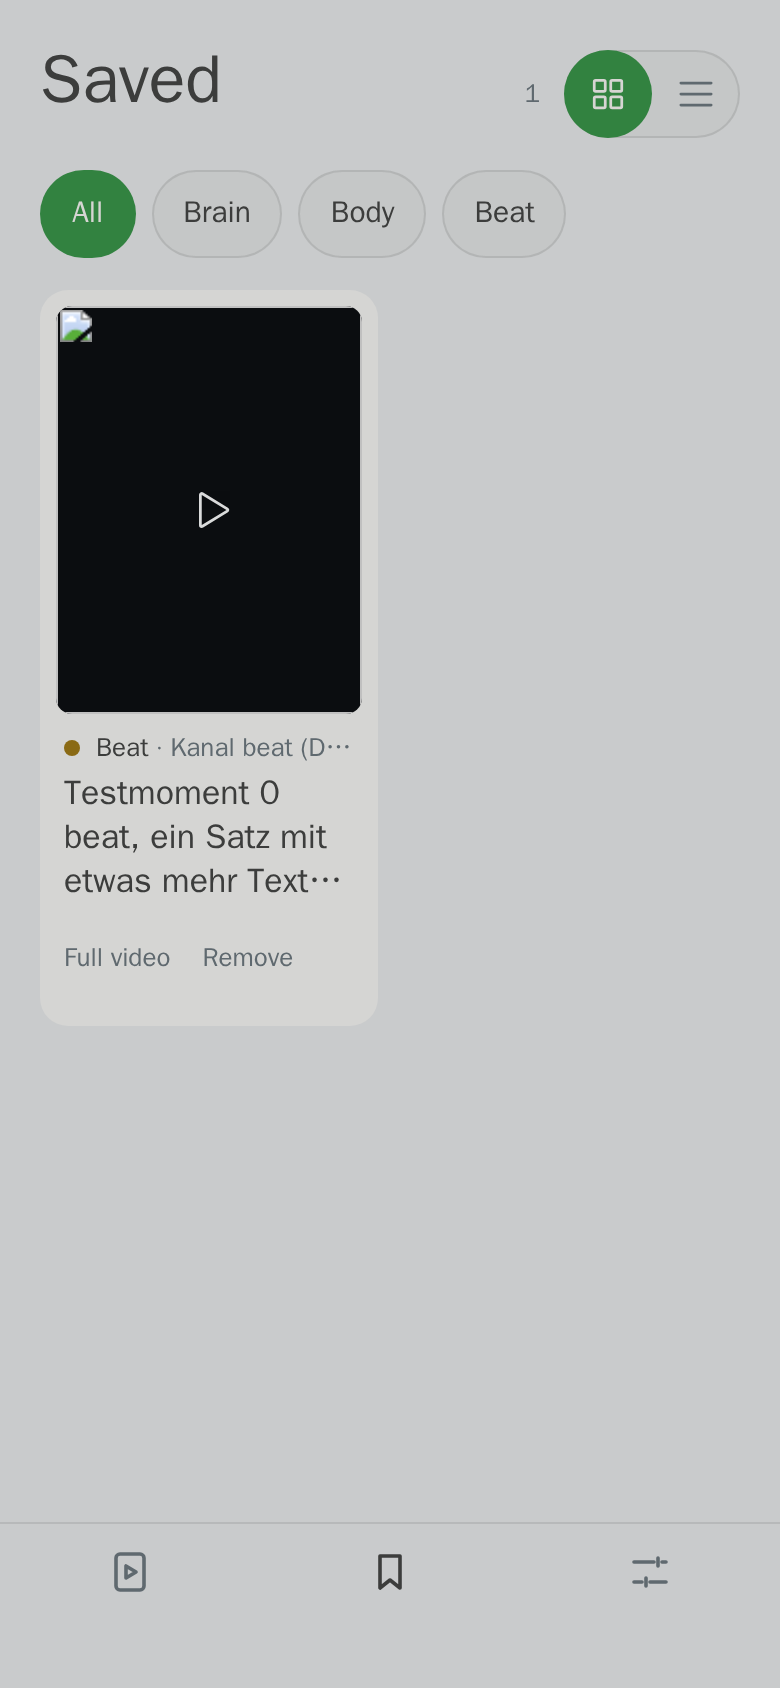 Saved
1
All
Brain
Body
Beat
Beat · Kanal beat (D…
Testmoment 0
beat, ein Satz mit
etwas mehr Text…
Full video
Remove